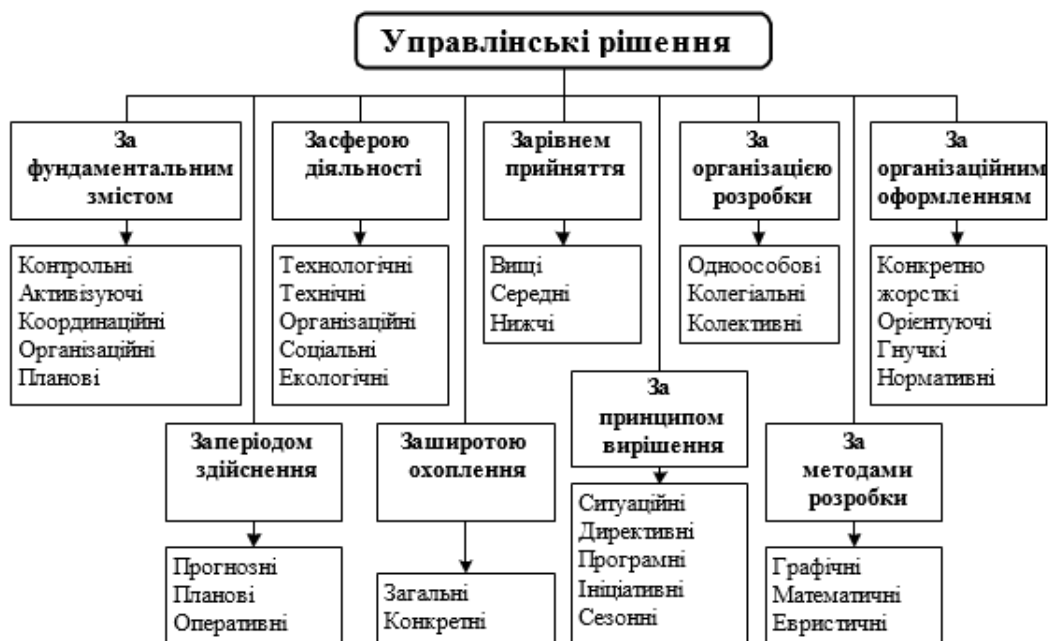 Управлінські рішення
За
фундаментальним
змістом
Засферою
діяльності
Зарівнем
прийняття
За
організацією
розробки
За
організаційним
оформленням
Контрольні
Активізуючі
Координаційні
Організаційні
Планові
Технологічні
Технічні
Організаційні
Соціальні
Екологічні
Вищі
Середні
Нижчі
Одноособові
Колегіальні
Колективні
Конкретно
жорсткі
Орієнтуючі
Гнучкі
Нормативні
Заперіодом
здійснення
Заширотою
охоплення
За
принципом
вирішення
За
методами
розробки
Прогнозні
Планові
Оперативні
Загальні
Конкретні
Ситуаційні
Директивні
Програмні
Ініціативні
Сезонні
Графічні
Математичні
Евристичні